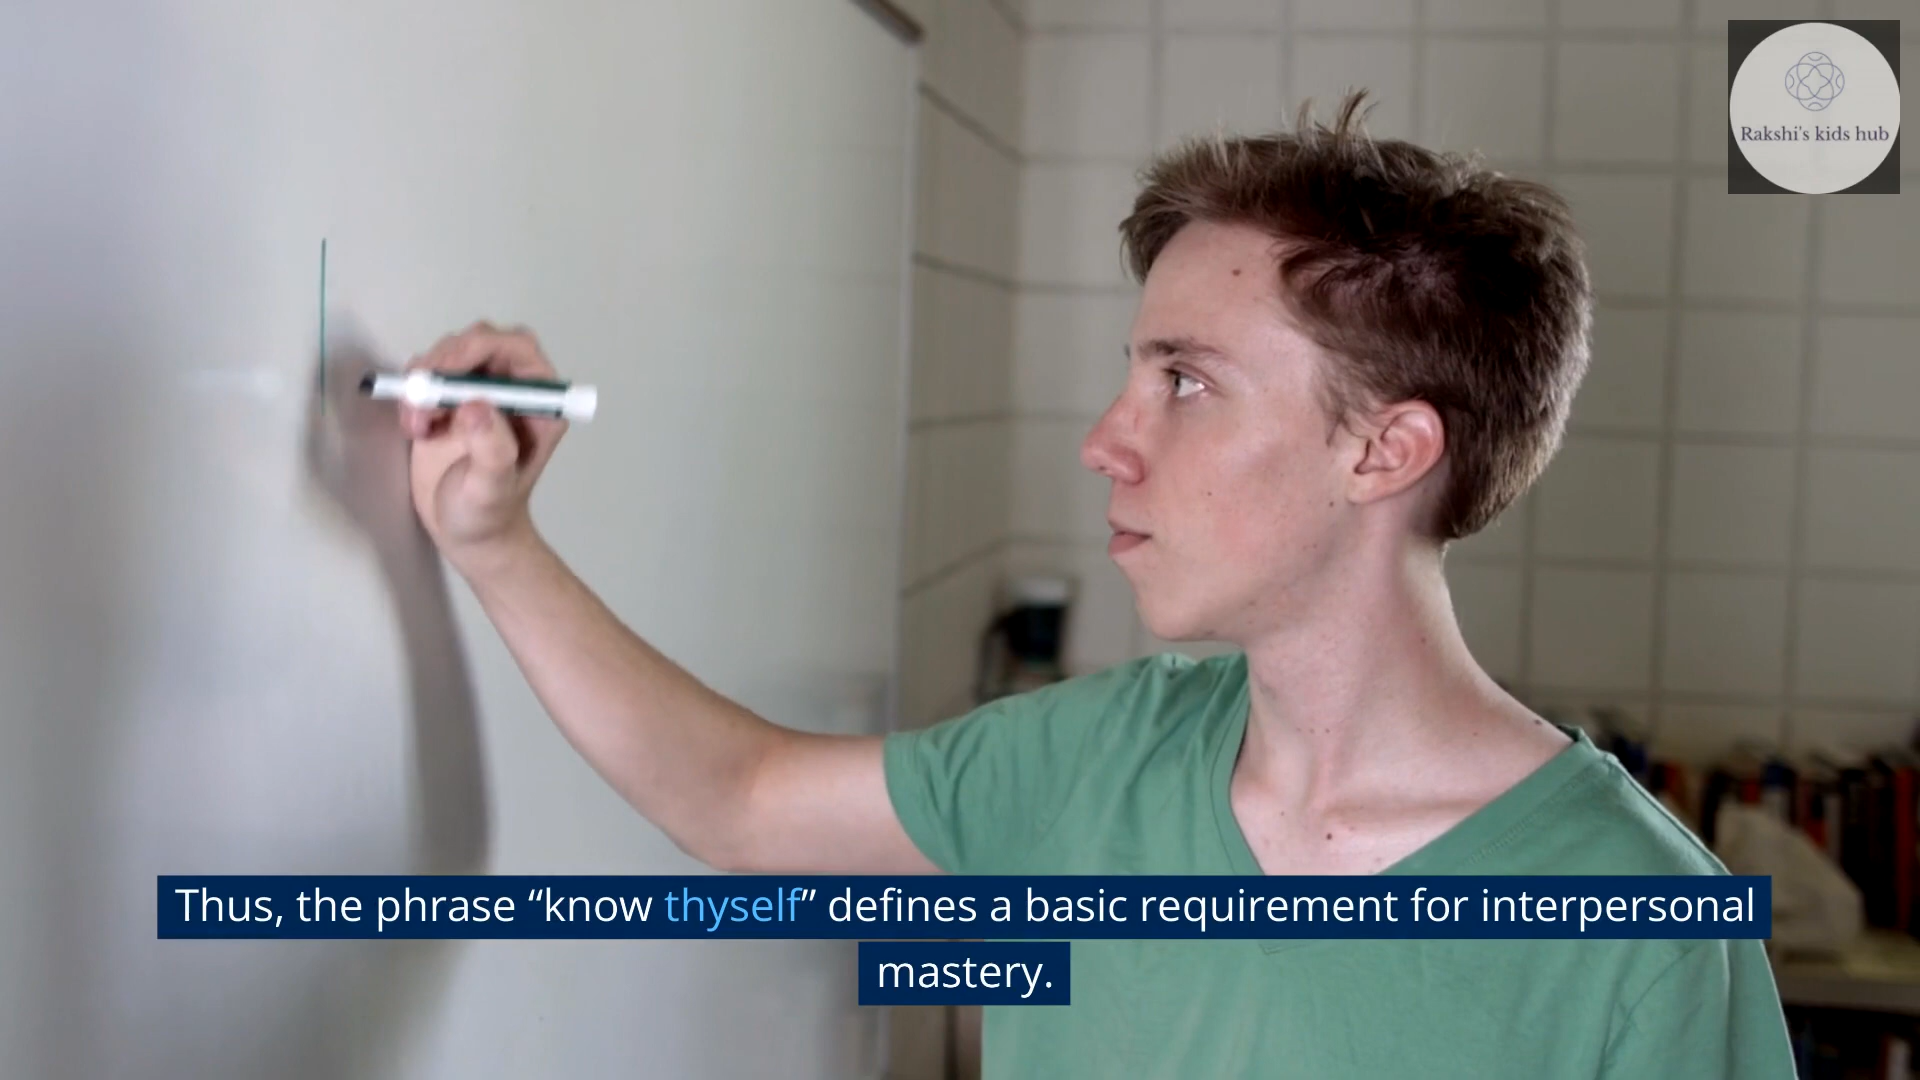 Rakshi's kids hub
Thus, the phrase “know thyself” defines a basic requirement for interpersonal
mastery.